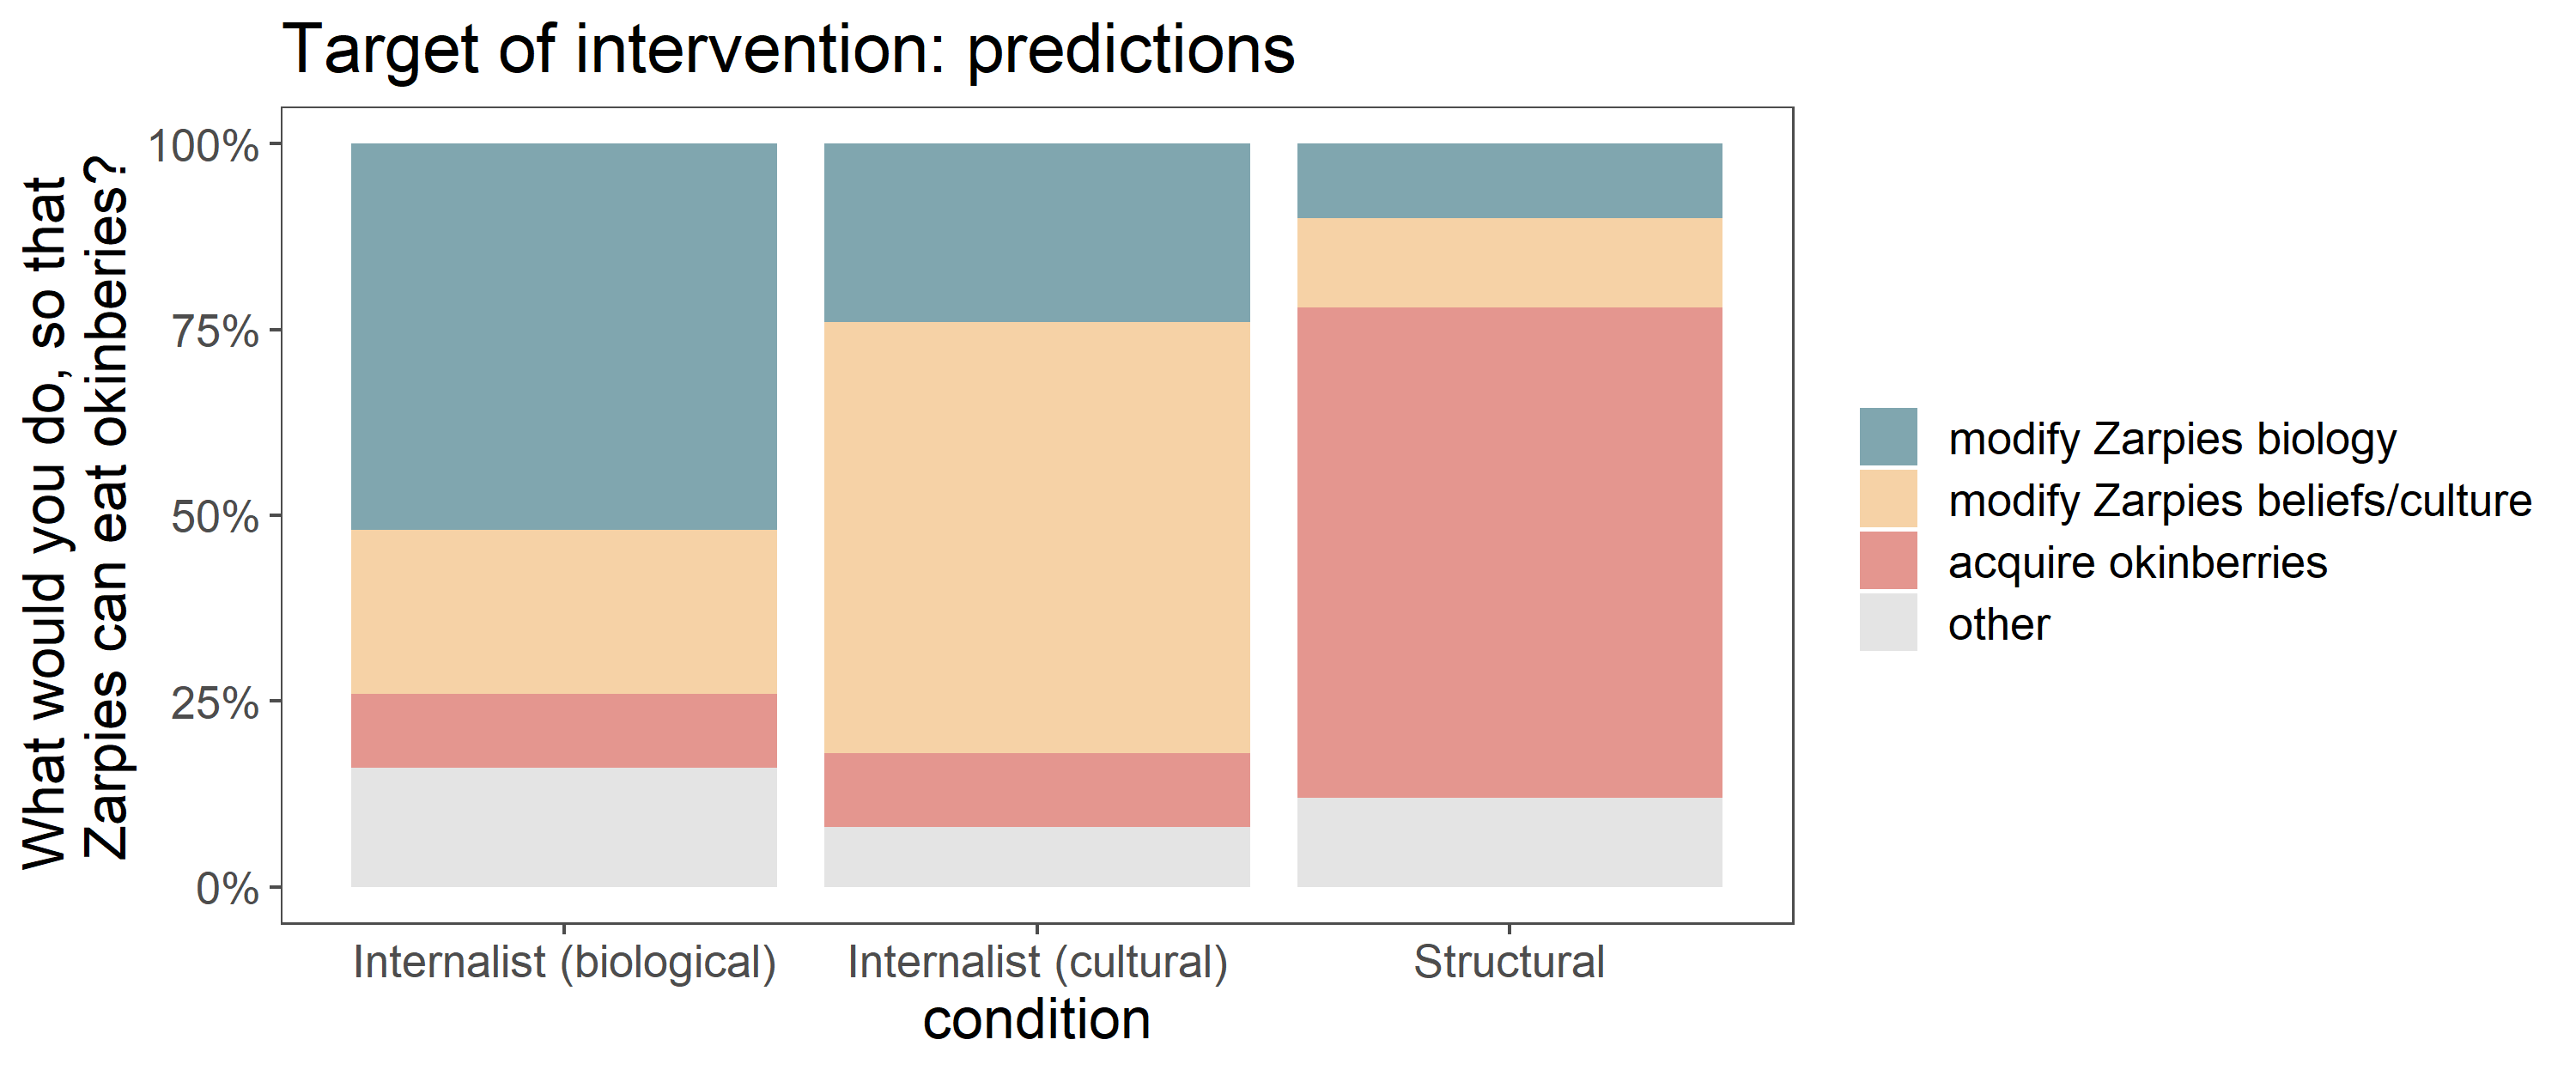 Target of intervention: predictions
What would you do, so that
Zarpies can eat okinberies?
100%
75%
50%
25%
0%
Internalist (biological)
Internalist (cultural)
Structural
condition
modify Zarpies biology
modify Zarpies beliefs/culture
acquire okinberries
other